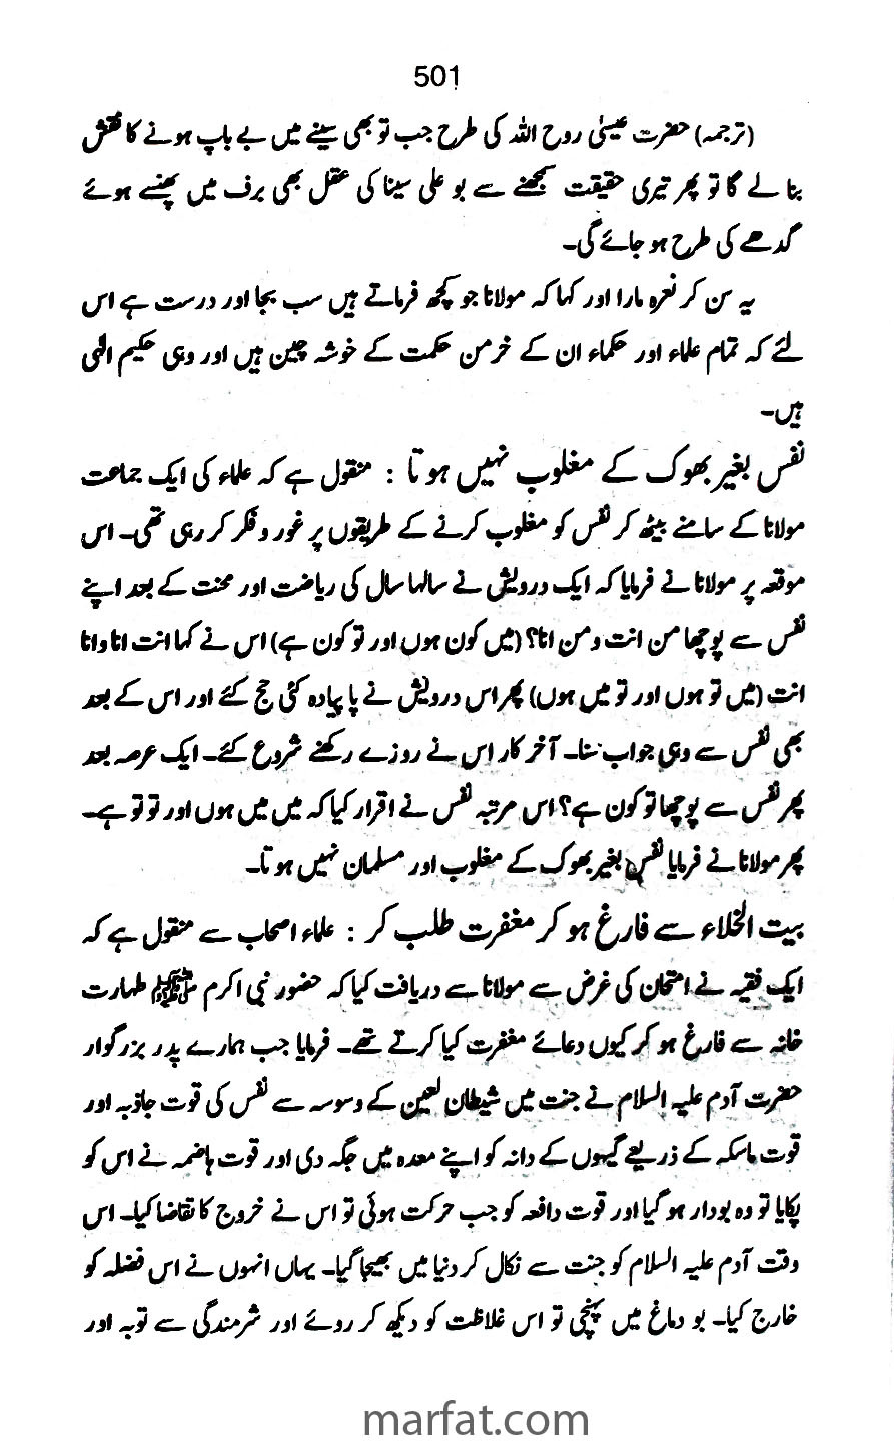 501
(ترجمہ) حضرت عیسیٰ روح اللہ کی طرح جب تو بھی سینے میں بے باپ ہونے کا نقش
بنا لے گا تو پھر تیری حقیقت سمجھنے سے بو علی سینا کی عقل بھی برف میں پھنسے ہوئے
گدھے کی طرح ہو جائے گی۔
یہ سن کر نعرہ مارا اور کہا کہ مولانا جو کچھ فرماتے ہیں سب بجا اور درست ہے اس
لئے کہ تمام علماء اور حکماء ان کے خرمن حکمت کے خوشہ چین ہیں اور وہی حکیم الٰہی
ہیں۔
نفس بغیر بھوک کے مغلوب نہیں ہوتا : منقول ہے کہ علماء کی ایک جماعت
مولانا کے سامنے بیٹھ کر نفس کو مغلوب کرنے کے طریقوں پر غور و فکر کر رہی تھی۔ اس
موقعہ پر مولانا نے فرمایا کہ ایک درویش نے سالہا سال کی ریاضت اور محنت کے بعد اپنے
نفس سے پوچھا من انت ومن انا؟ (میں کون ہوں اور تو کون ہے) اس نے کہا انت انا وانا
انت (میں تو ہوں اور تو میں ہوں) پھر اس درویش نے پا پیادہ کئی حج کئے اور اس کے بعد
بھی نفس سے وہی جواب سنا۔ آخر کار اس نے روزے رکھنے شروع کئے۔ ایک عرصہ بعد
پھر نفس سے پوچھا تو کون ہے؟ اس مرتبہ نفس نے اقرار کیا کہ میں میں ہوں اور تو تو ہے۔
پھر مولانا نے فرمایا نفس بغیر بھوک کے مغلوب اور مسلمان نہیں ہوتا۔
بیت الخلاء سے فارغ ہو کر مغفرت طلب کر : علماء اصحاب سے منقول ہے کہ
ایک فقیہ نے امتحان کی غرض سے مولانا سے دریافت کیا کہ حضور نبی اکرم ﷺ طہارت
خانہ سے فارغ ہو کر کیوں دعائے مغفرت کیا کرتے تھے۔ فرمایا جب ہمارے پدر بزرگوار
حضرت آدم علیہ السلام نے جنت میں شیطان لعین کے وسوسہ سے نفس کی قوت جاذبہ اور
قوت ماسکہ کے ذریعے گیہوں کے دانہ کو اپنے معدہ میں جگہ دی اور قوت ہاضمہ نے اس کو
پکایا تو وہ بودار ہو گیا اور قوت دافعہ کو جب حرکت ہوئی تو اس نے خروج کا تقاضا کیا۔ اس
وقت آدم علیہ السلام کو جنت سے نکال کر دنیا میں بھیجا گیا۔ یہاں انہوں نے اس فضلہ کو
خارج کیا۔ بو دماغ میں پہنچی تو اس غلاظت کو دیکھ کر روئے اور شرمندگی سے توبہ اور
marfat.com